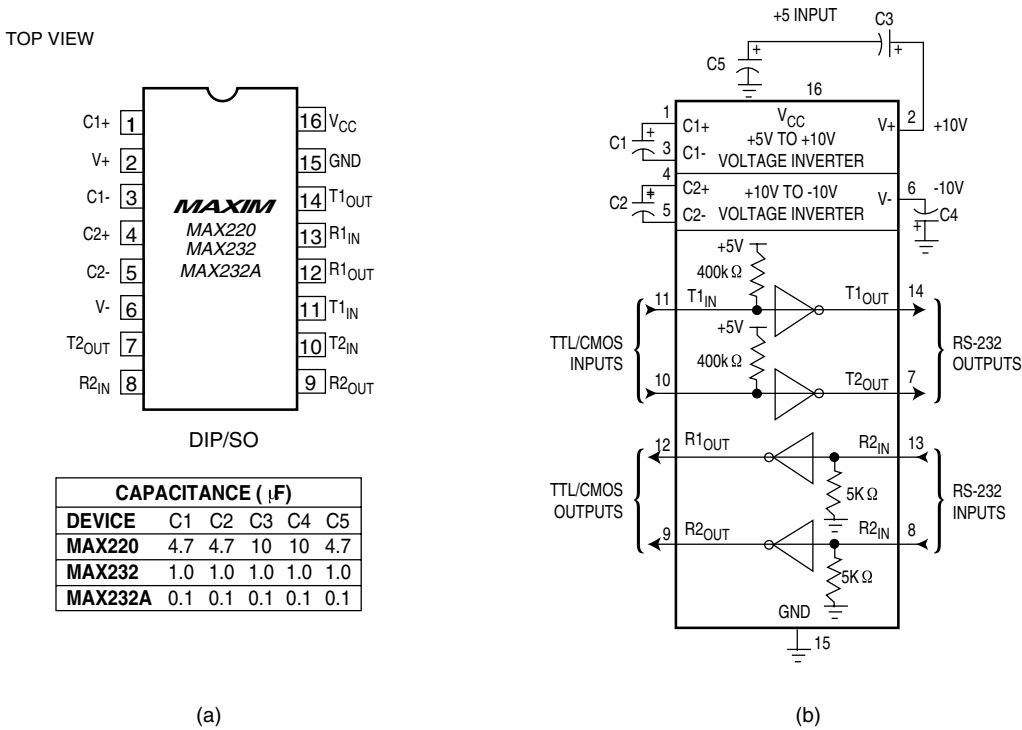 TOP VIEW
C1+ 1
V+ 2
C1- 3
C2+ 4
C2- 5
V- 6
T2OUT 7
R2IN 8
16 VCC
15 GND
14 T1OUT
13 R1IN
12 R1OUT
11 T1IN
10 T2IN
9 R2OUT
MAXIM
MAX220
MAX232
MAX232A
DIP/SO
CAPACITANCE ( μF)
DEVICE C1 C2 C3 C4 C5
MAX220 4.7 4.7 10 10 4.7
MAX232 1.0 1.0 1.0 1.0 1.0
MAX232A 0.1 0.1 0.1 0.1 0.1
(a)
+5 INPUT
C3
+
+
C5
16
VCC
+5V TO +10V
VOLTAGE INVERTER
1
C1+
+
C1
3
C1-
V+
2
+10V
4
C2+
+
C2
5
C2-
+10V TO -10V
VOLTAGE INVERTER
V-
6
-10V
+
C4
+5V
400k Ω
11
T1IN
T1OUT
14
+5V
400k Ω
10
T2OUT
7
TTL/CMOS
INPUTS
RS-232
OUTPUTS
12
R1OUT
R2IN
13
5K Ω
9
R2OUT
R2IN
8
5K Ω
TTL/CMOS
OUTPUTS
RS-232
INPUTS
GND
15
(b)